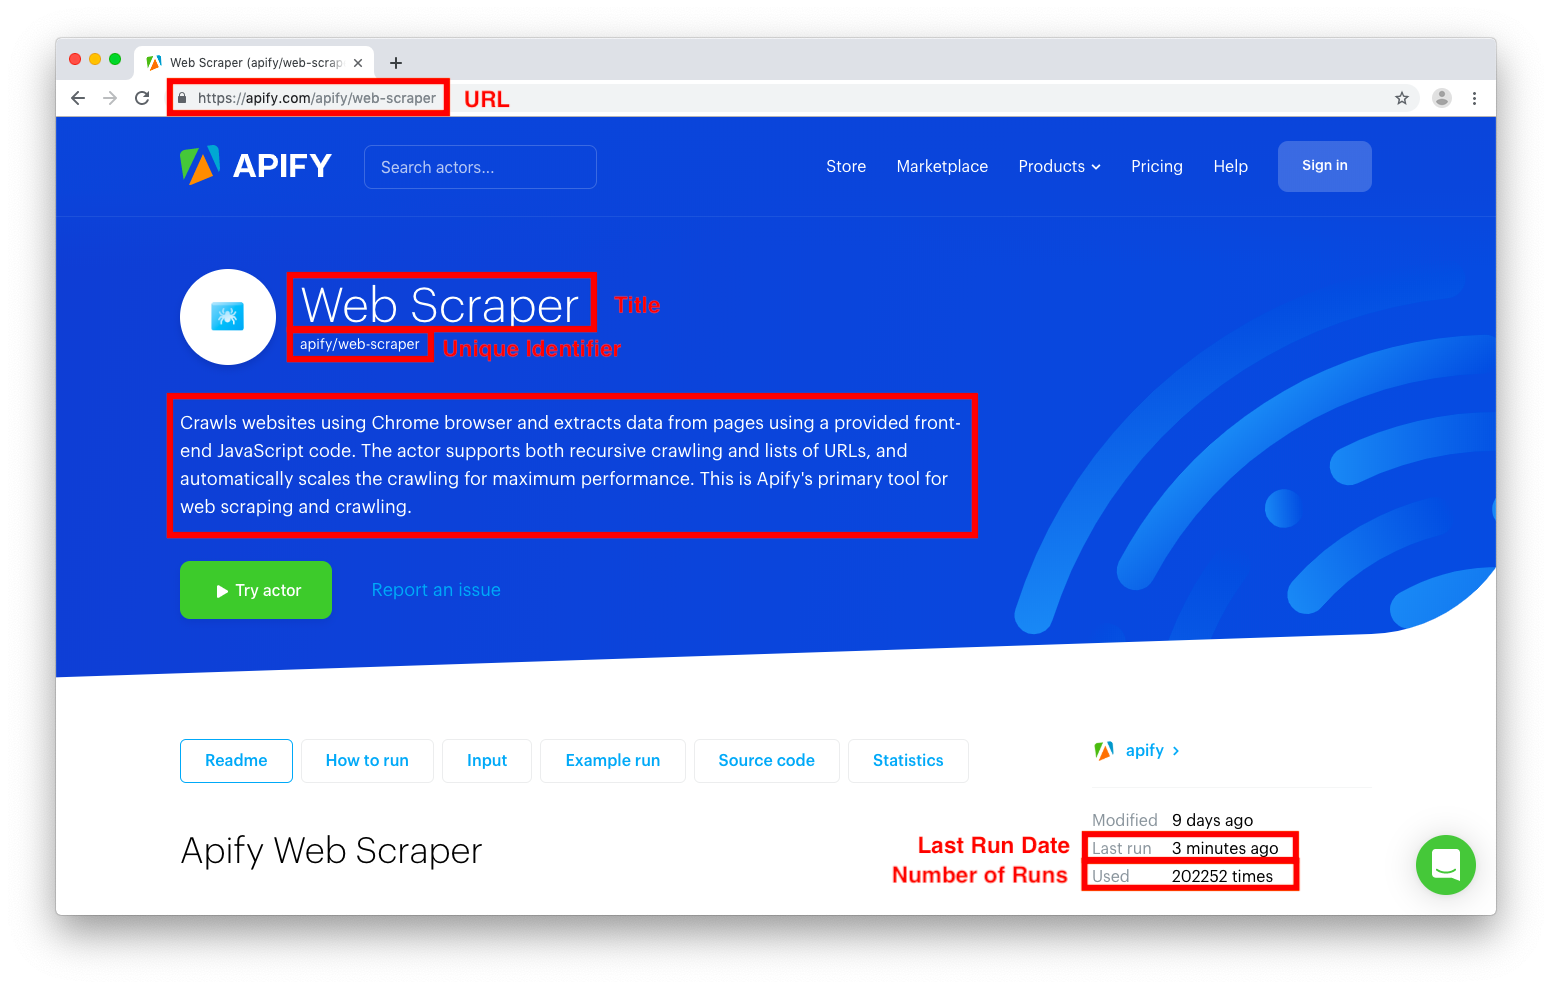 Web Scraper (apify/web-scrap
https://apify.com/apify/web-scraper
URL
APIFY
Search actors...
Store
Marketplace
Products
Pricing
Help
Sign in
Web Scraper
Title
apify/web-scraper
Unique identifier
Crawls websites using Chrome browser and extracts data from pages using a provided front-
end JavaScript code. The actor supports both recursive crawling and lists of URLs, and
automatically scales the crawling for maximum performance. This is Apify's primary tool for
web scraping and crawling.
Try actor
Report an issue
Readme
How to run
Input
Example run
Source code
Statistics
apify
Apify Web Scraper
Modified 9 days ago
Last Run Date
Last run 3 minutes ago
Number of Runs
Used 202252 times